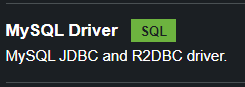 MySQL Driver SQL
MySQL JDBC and R2DBC driver.